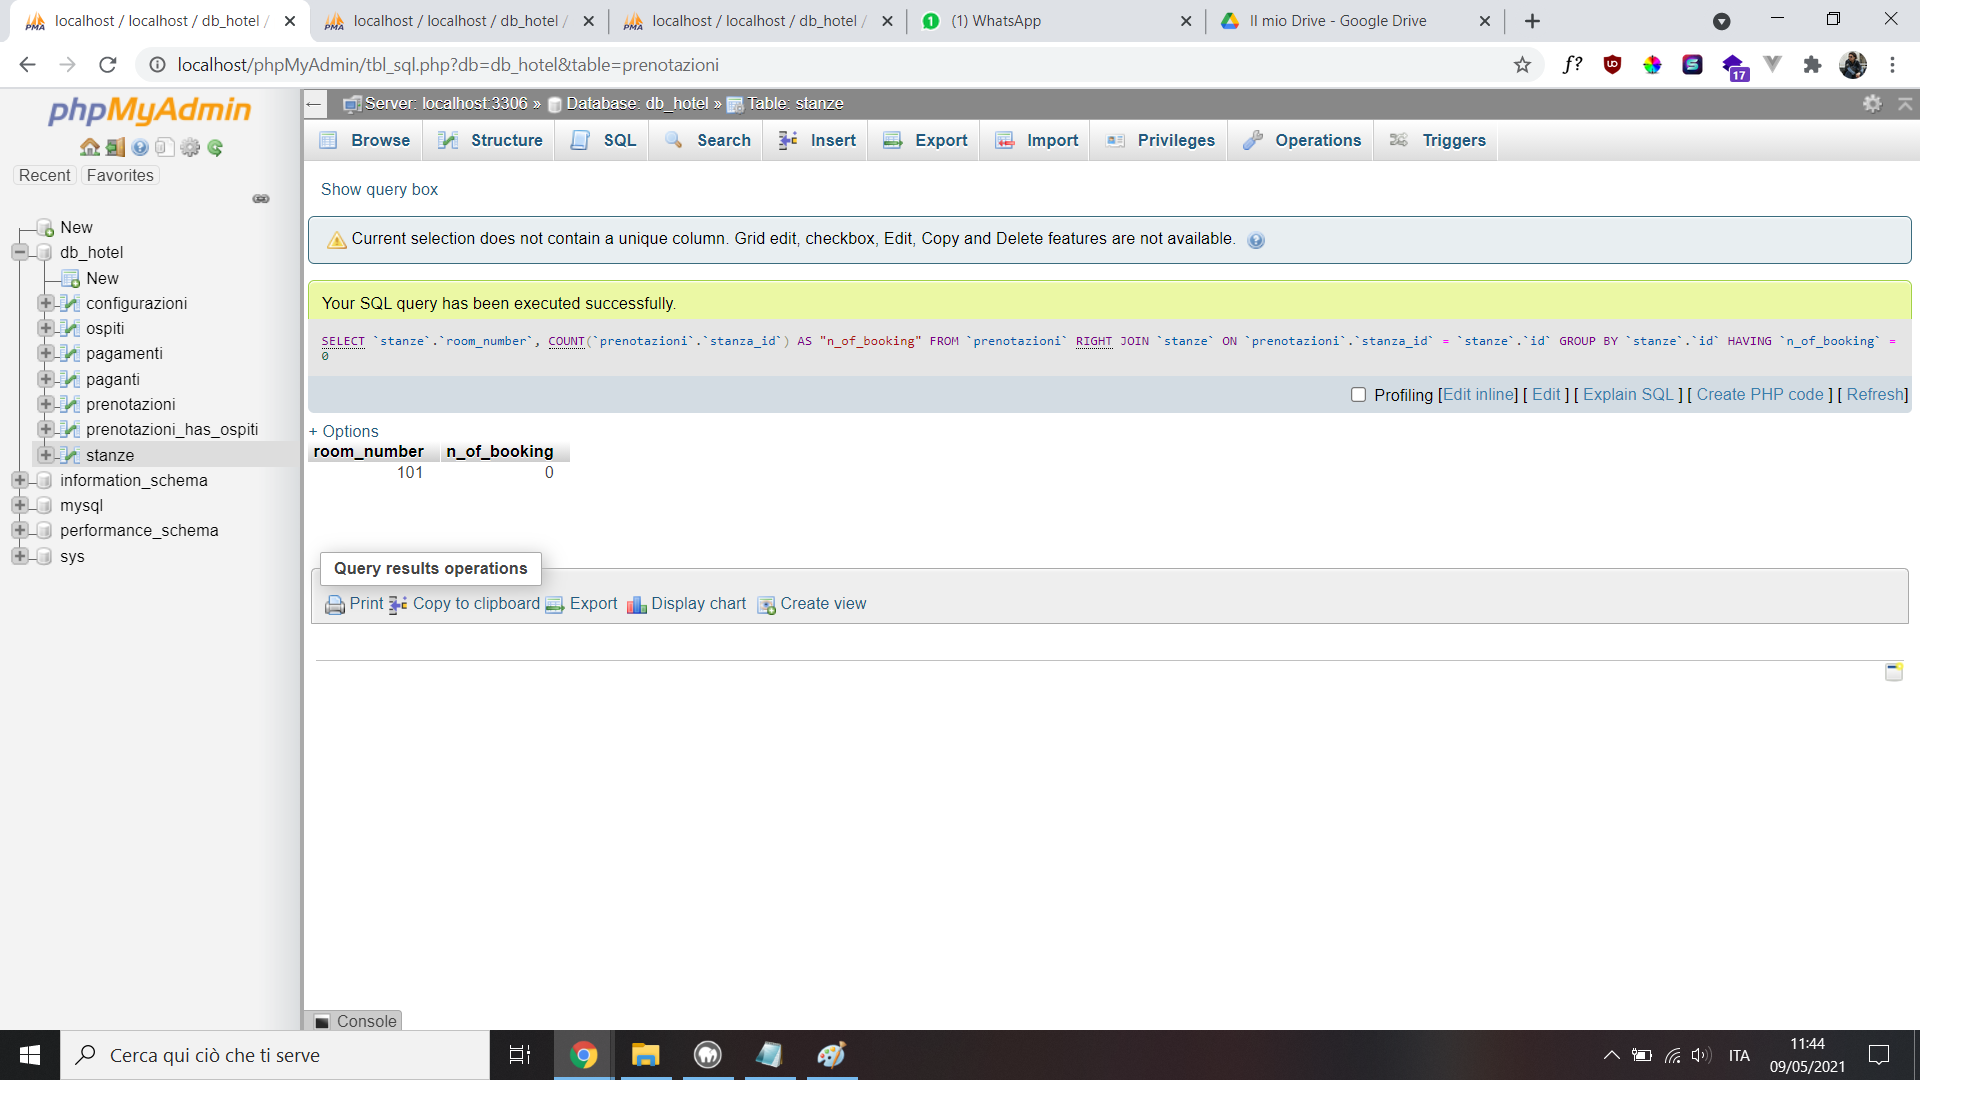 localhost / localhost / db_hotel /
localhost / localhost / db_hotel /
localhost / localhost / db_hotel /
(1) WhatsApp
Il mio Drive - Google Drive
localhost/phpMyAdmin/tbl_sql.php?db=db_hotel&table=prenotazioni
f?
17
phpMyAdmin
Recent Favorites
New
db_hotel
New
configurazioni
ospiti
pagamenti
paganti
prenotazioni
prenotazioni_has_ospiti
stanze
information_schema
mysql
performance_schema
sys
Server: localhost:3306 » Database: db_hotel » Table: stanze
Browse Structure SQL Search Insert Export Import Privileges Operations Triggers
Show query box
Current selection does not contain a unique column. Grid edit, checkbox, Edit, Copy and Delete features are not available.
Your SQL query has been executed successfully.
SELECT `stanze`.`room_number`, COUNT(`prenotazioni`.`stanza_id`) AS "n_of_booking" FROM `prenotazioni` RIGHT JOIN `stanze` ON `prenotazioni`.`stanza_id` = `stanze`.`id` GROUP BY `stanze`.`id` HAVING `n_of_booking` =
0
Profiling [Edit inline] [ Edit ] [ Explain SQL ] [ Create PHP code ] [ Refresh]
+ Options
room_number n_of_booking
101 0
Query results operations
Print Copy to clipboard Export Display chart Create view
Console
Cerca qui ciò che ti serve
ITA
11:44
09/05/2021